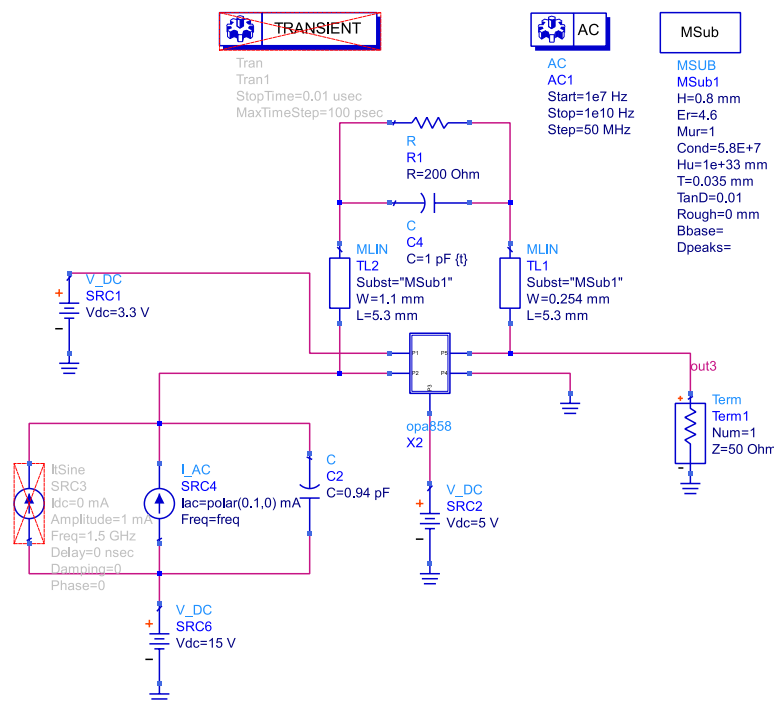 TRANSIENT
Tran
Tran1
StopTime=0.01 usec
MaxTimeStep=100 psec
AC
AC
AC1
Start=1e7 Hz
Stop=1e10 Hz
Step=50 MHz
MSub
MSUB
MSub1
H=0.8 mm
Er=4.6
Mur=1
Cond=5.8E+7
Hu=1e+33 mm
T=0.035 mm
TanD=0.01
Rough=0 mm
Bbase=
Dpeaks=
R
R1
R=200 Ohm
C
C4
C=1 pF {t}
MLIN
TL2
Subst="MSub1"
W=1.1 mm
L=5.3 mm
MLIN
TL1
Subst="MSub1"
W=0.254 mm
L=5.3 mm
V_DC
SRC1
Vdc=3.3 V
+
−
P1
P2
P3
P4
P5
opa858
X2
out3
+
-
Term
Term1
Num=1
Z=50 Ohm
ItSine
SRC3
Idc=0 mA
Amplitude=1 mA
Freq=1.5 GHz
Delay=0 nsec
Damping=0
Phase=0
I_AC
SRC4
Iac=polar(0.1,0) mA
Freq=freq
C
C2
C=0.94 pF
V_DC
SRC2
Vdc=5 V
+
−
V_DC
SRC6
Vdc=15 V
+
−